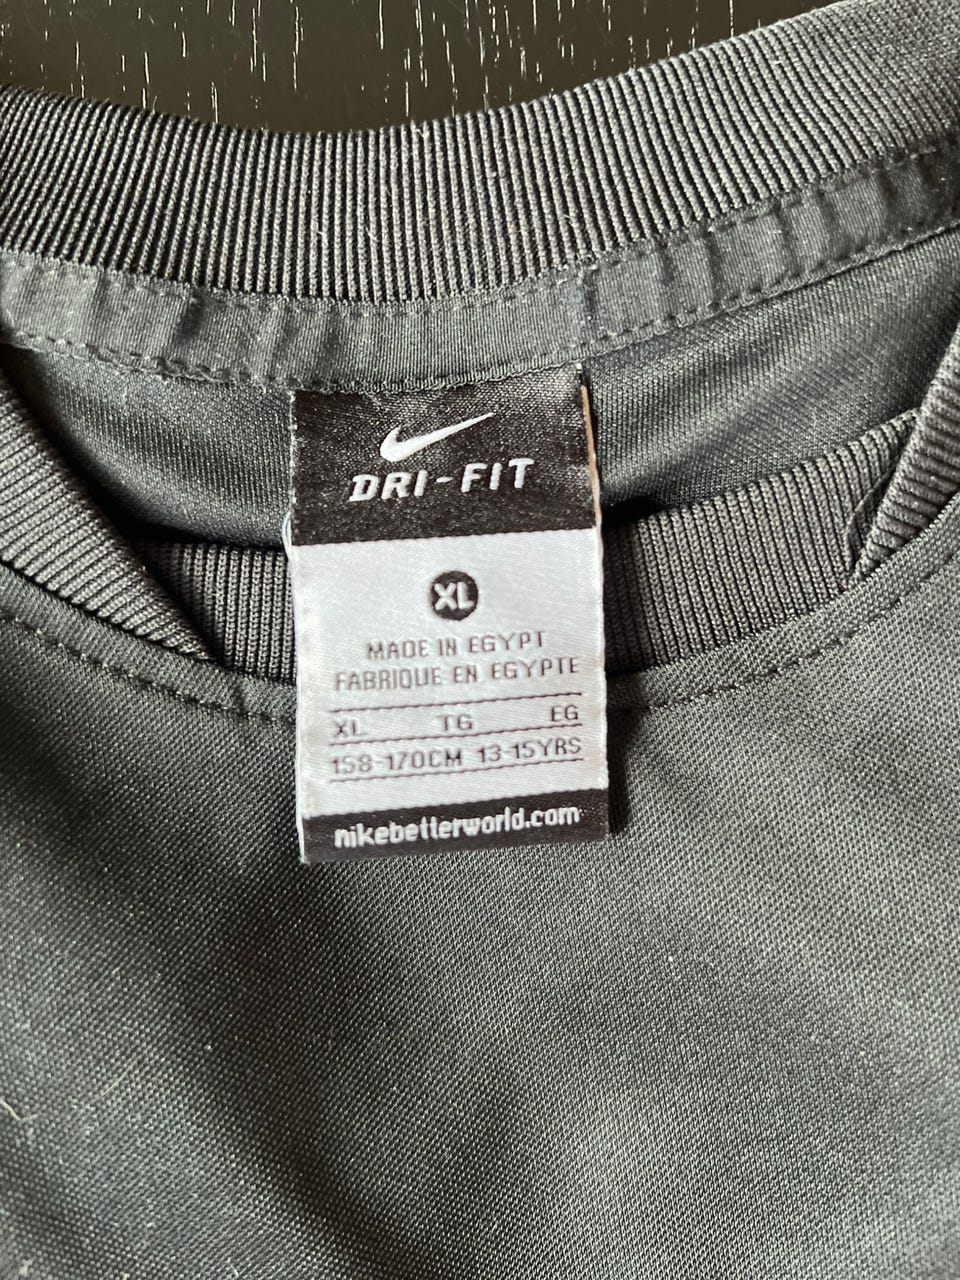 DRI-FIT
XL
MADE IN EGYPT
FABRIQUE EN EGYPTE
XL TG EG
158-170CM 13-15YRS
nikebetterworld.com